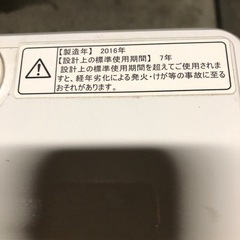 【製造年】 2016年
【設計上の標準使用期間】 7年
設計上の標準使用期間を超えてご使用されま
すと、経年劣化による発火・けが等の事故に至る
おそれがあります。